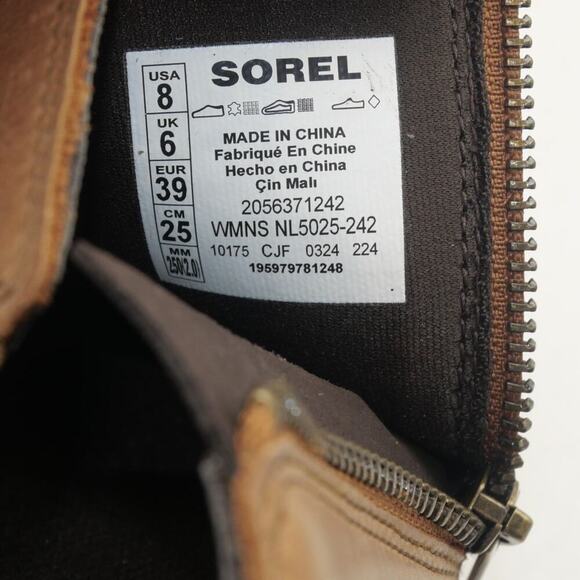 SOREL
USA
8
UK
6
EUR
39
CM
25
MM
250(2.0)
MADE IN CHINA
Fabriqué En Chine
Hecho en China
Çin Malı
2056371242
WMNS NL5025-242
10175 CJF 0324 224
195979781248